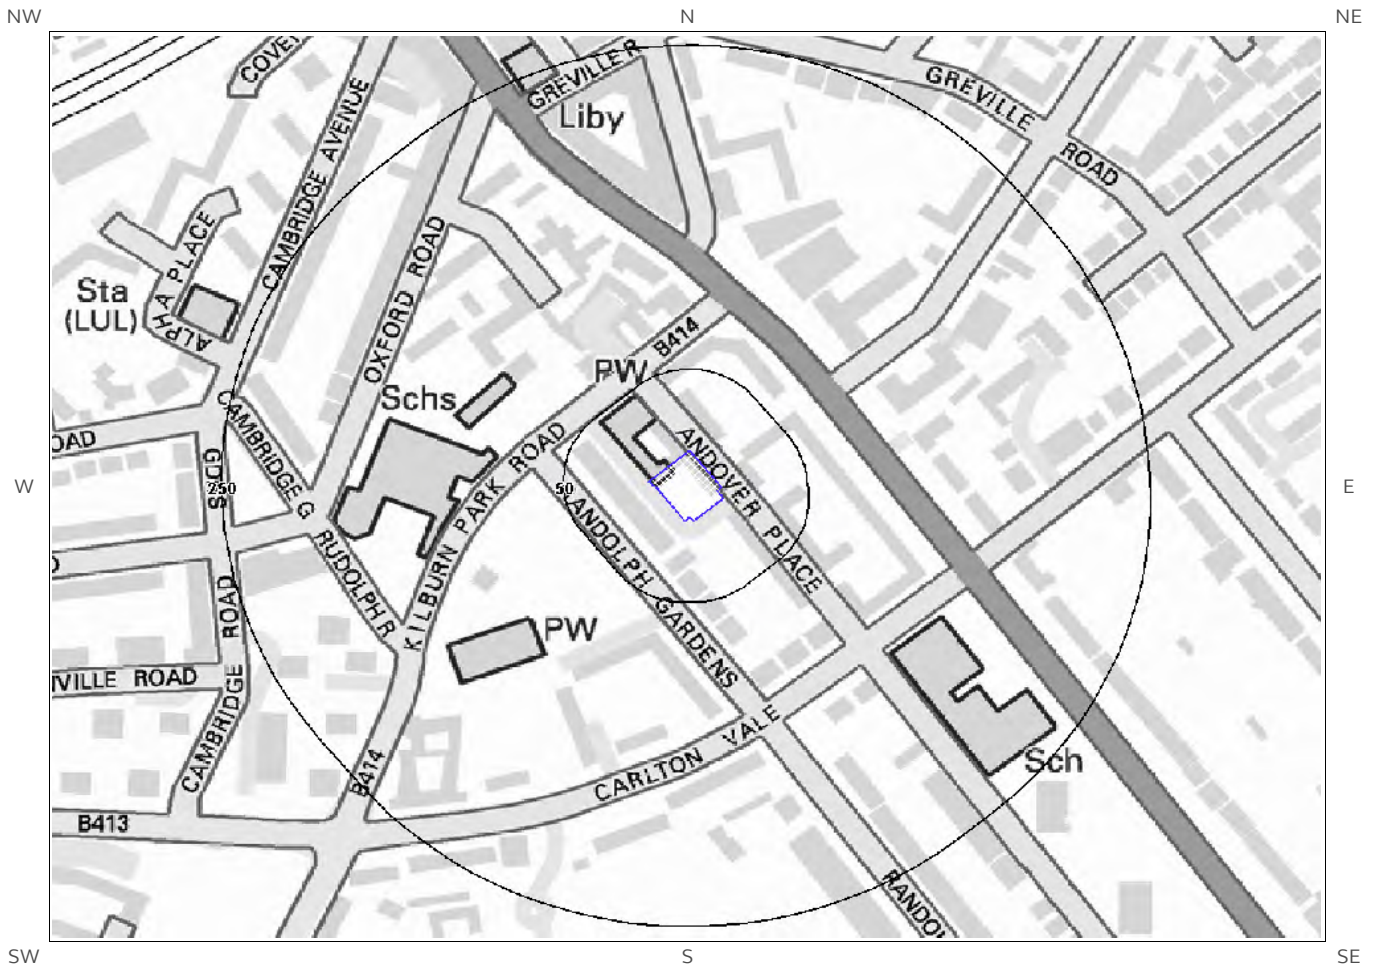 NW
N
NE
COVE
GREVILLE R
Liby
GREVILLE
ROAD
CAMBRIDGE AVENUE
ALPHA PLACE
ALPHA
Sta
(LUL)
OXFORD ROAD
B414
PW
Schs
CAMBRIDGE G
GDNS
OAD
KILBURN PARK ROAD
ANDOVER PLACE
W
250
50
E
RUDOLPH R
RANDOLPH GARDENS
PW
CAMBRIDGE ROAD
VILLE ROAD
B414
CARLTON VALE
Sch
B413
RANDO
SW
S
SE